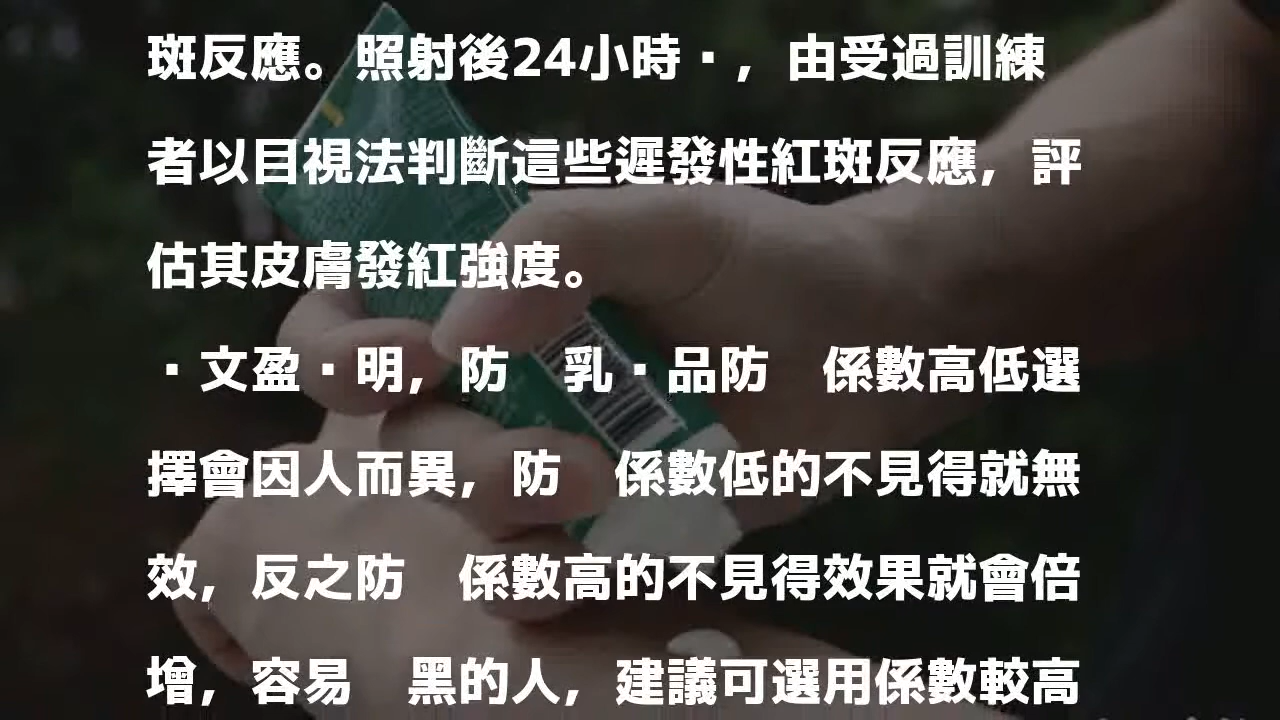 斑反應。照射後24小時·，由受過訓練
者以目視法判斷這些遲發性紅斑反應，評
估其皮膚發紅強度。
·文盈·明，防　乳·品防　係數高低選
擇會因人而異，防　係數低的不見得就無
效，反之防　係數高的不見得效果就會倍
增，容易　黑的人，建議可選用係數較高